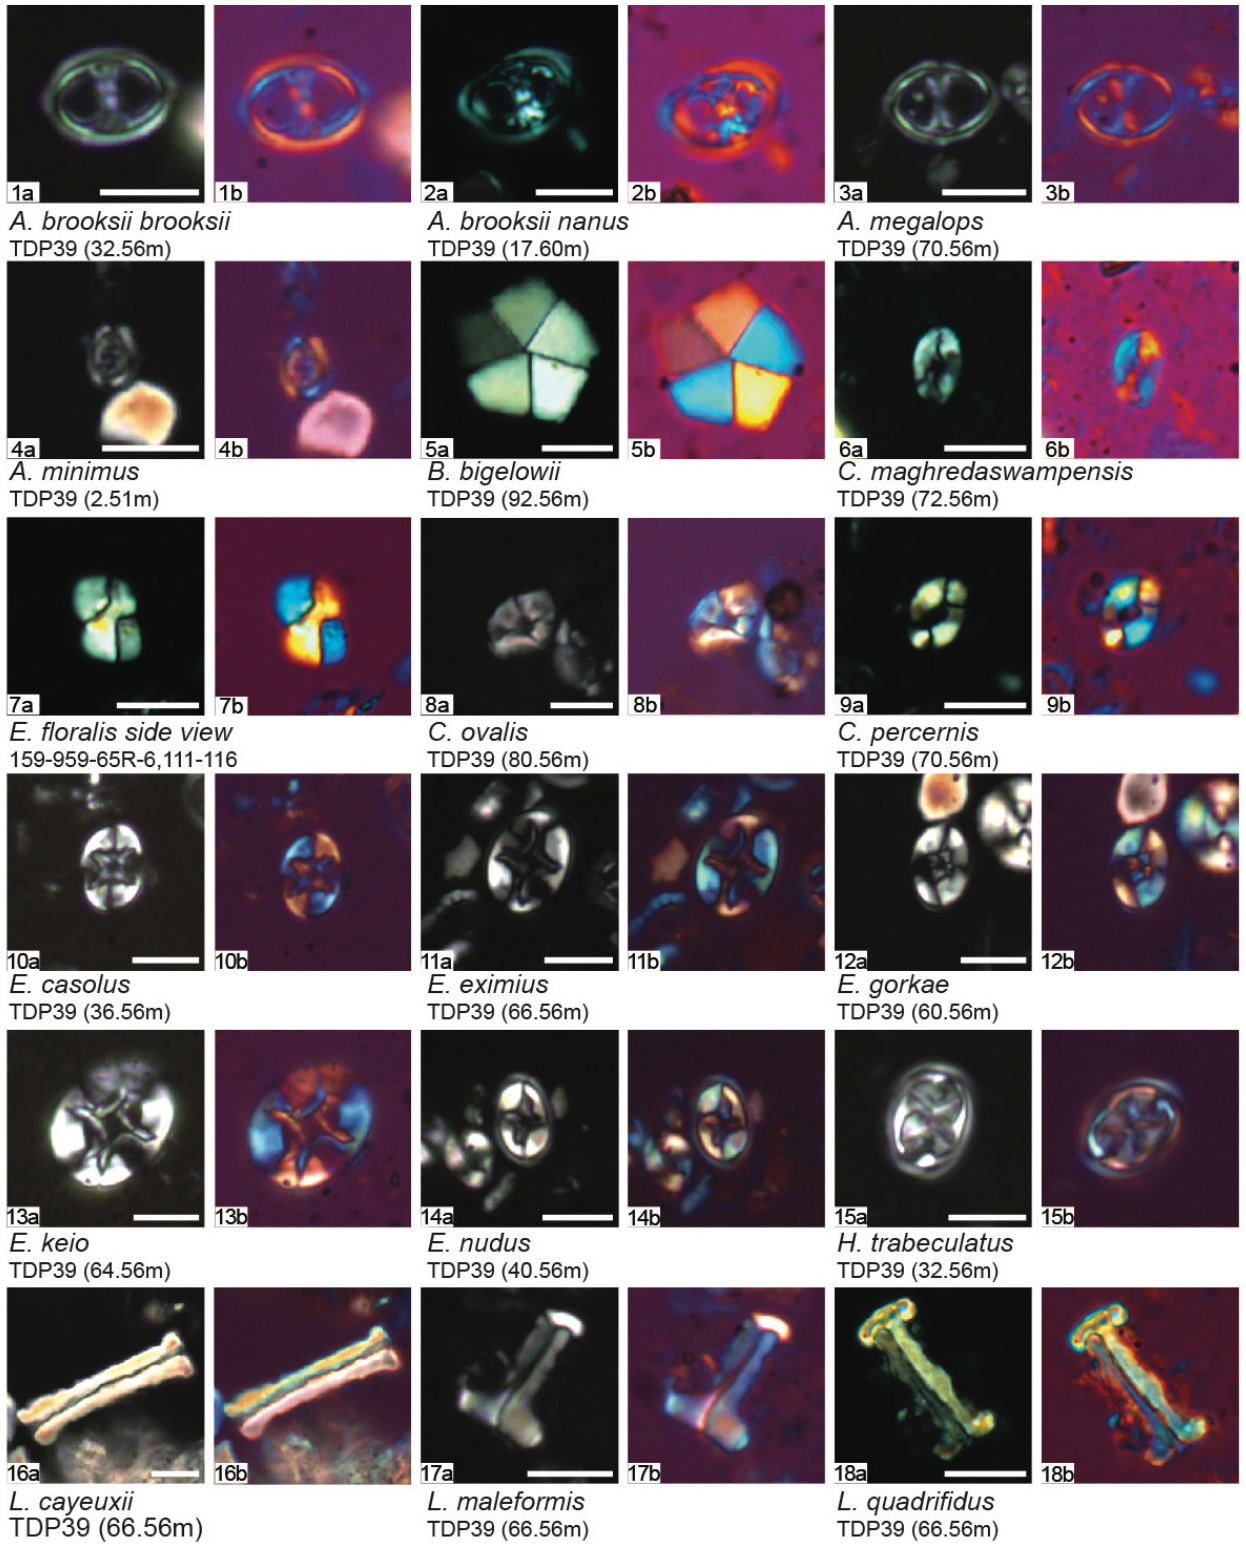 1a 1b 2a 2b 3a 3b
A. brooksii brooksii A. brooksii nanus A. megalops
TDP39 (32.56m) TDP39 (17.60m) TDP39 (70.56m)
4a 4b 5a 5b 6a 6b
A. minimus B. bigelowii C. maghredaswampensis
TDP39 (2.51m) TDP39 (92.56m) TDP39 (72.56m)
7a 7b 8a 8b 9a 9b
E. floralis side view C. ovalis C. percernis
159-959-65R-6,111-116 TDP39 (80.56m) TDP39 (70.56m)
10a 10b 11a 11b 12a 12b
E. casolus E. eximius E. gorkae
TDP39 (36.56m) TDP39 (66.56m) TDP39 (60.56m)
13a 13b 14a 14b 15a 15b
E. keio E. nudus H. trabeculatus
TDP39 (64.56m) TDP39 (40.56m) TDP39 (32.56m)
16a 16b 17a 17b 18a 18b
L. cayeuxii L. maleformis L. quadrifidus
TDP39 (66.56m) TDP39 (66.56m) TDP39 (66.56m)